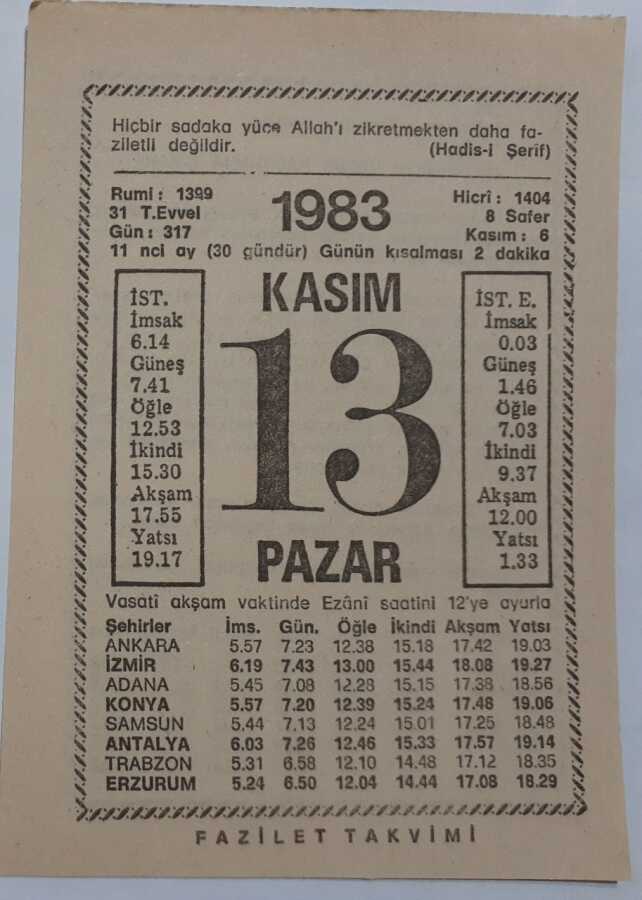 Hiçbir sadaka yüce Allah'ı zikretmekten daha fa-
ziletli değildir. (Hadis-i Şerif)
Rumi : 1399 1983 Hicrî : 1404
31 T.Evvel 8 Safer
Gün : 317 Kasım : 6
11 nci ay (30 gündür) Günün kısalması 2 dakika
KASIM
13
PAZAR
İST.
İmsak
6.14
Güneş
7.41
Öğle
12.53
İkindi
15.30
Akşam
17.55
Yatsı
19.17
İST. E.
İmsak
0.03
Güneş
1.46
Öğle
7.03
İkindi
9.37
Akşam
12.00
Yatsı
1.33
Vasatî akşam vaktinde Ezânî saatini 12'ye ayarla
Şehirler İms. Gün. Öğle İkindi Akşam Yatsı
ANKARA 5.57 7.23 12.38 15.18 17.42 19.03
İZMİR 6.19 7.43 13.00 15.44 18.08 19.27
ADANA 5.45 7.08 12.28 15.15 17.38 18.56
KONYA 5.57 7.20 12.39 15.24 17.48 19.06
SAMSUN 5.44 7.13 12.24 15.01 17.25 18.48
ANTALYA 6.03 7.26 12.46 15.33 17.57 19.14
TRABZON 5.31 6.58 12.10 14.48 17.12 18.35
ERZURUM 5.24 6.50 12.04 14.44 17.08 18.29
FAZİLET TAKVİMİ